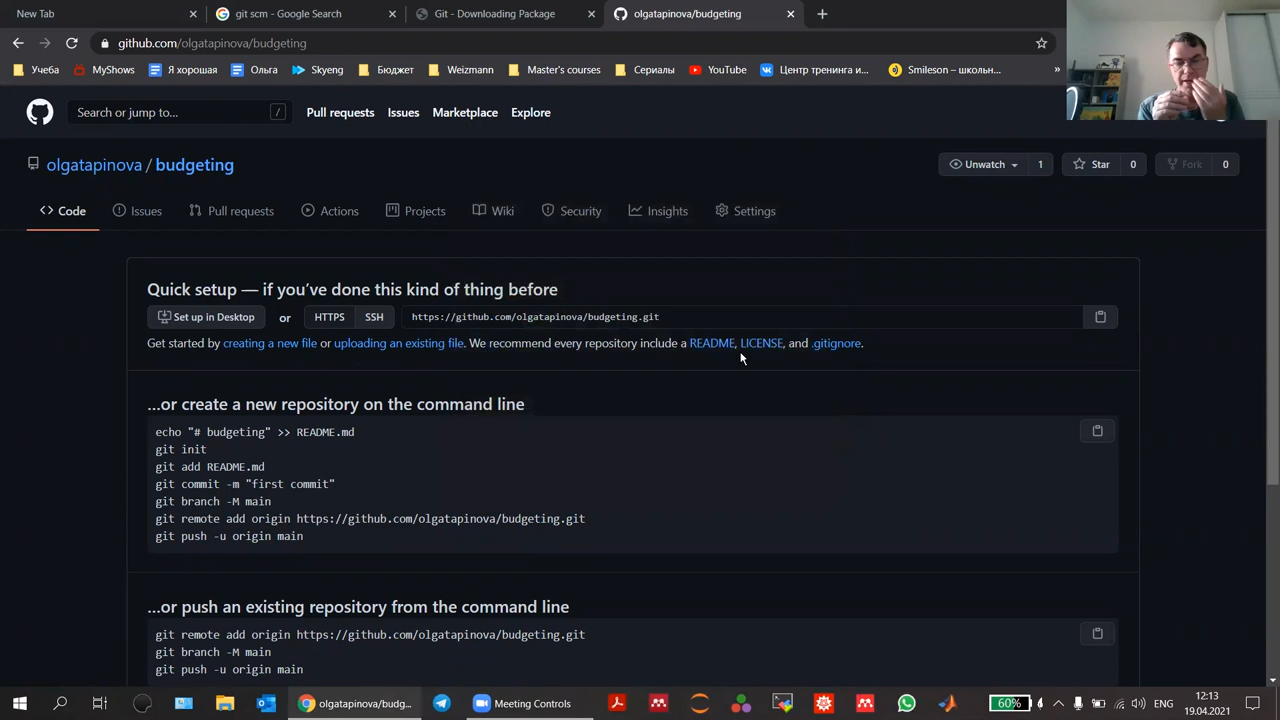 New Tab
git scm - Google Search
Git - Downloading Package
olgatapinova/budgeting
github.com/olgatapinova/budgeting
Учеба
MyShows
Я хорошая
Ольга
Skyeng
Weimann
Master's courses
Сериалы
YouTube
Центр тренинга и...
Smileson – школьн...
Search or jump to...
/
Pull requests
Issues
Marketplace
Explore
olgatapinova / budgeting
Unwatch
1
Star
0
Fork
0
Code
Issues
Pull requests
Actions
Projects
Wiki
Security
Insights
Settings
Quick setup — if you've done this kind of thing before
Set up in Desktop
or
HTTPS
SSH
https://github.com/olgatapinova/budgeting.git
Get started by creating a new file or uploading an existing file. We recommend every repository include a README, LICENSE, and .gitignore.
...or create a new repository on the command line
echo "# budgeting" >> README.md
git init
git add README.md
git commit -m "first commit"
git branch -M main
git remote add origin https://github.com/olgatapinova/budgeting.git
git push -u origin main
...or push an existing repository from the command line
git remote add origin https://github.com/olgatapinova/budgeting.git
git branch -M main
git push -u origin main
olgatapinova/budg...
Meeting Controls
60%
ENG
12:13
19.04.2021